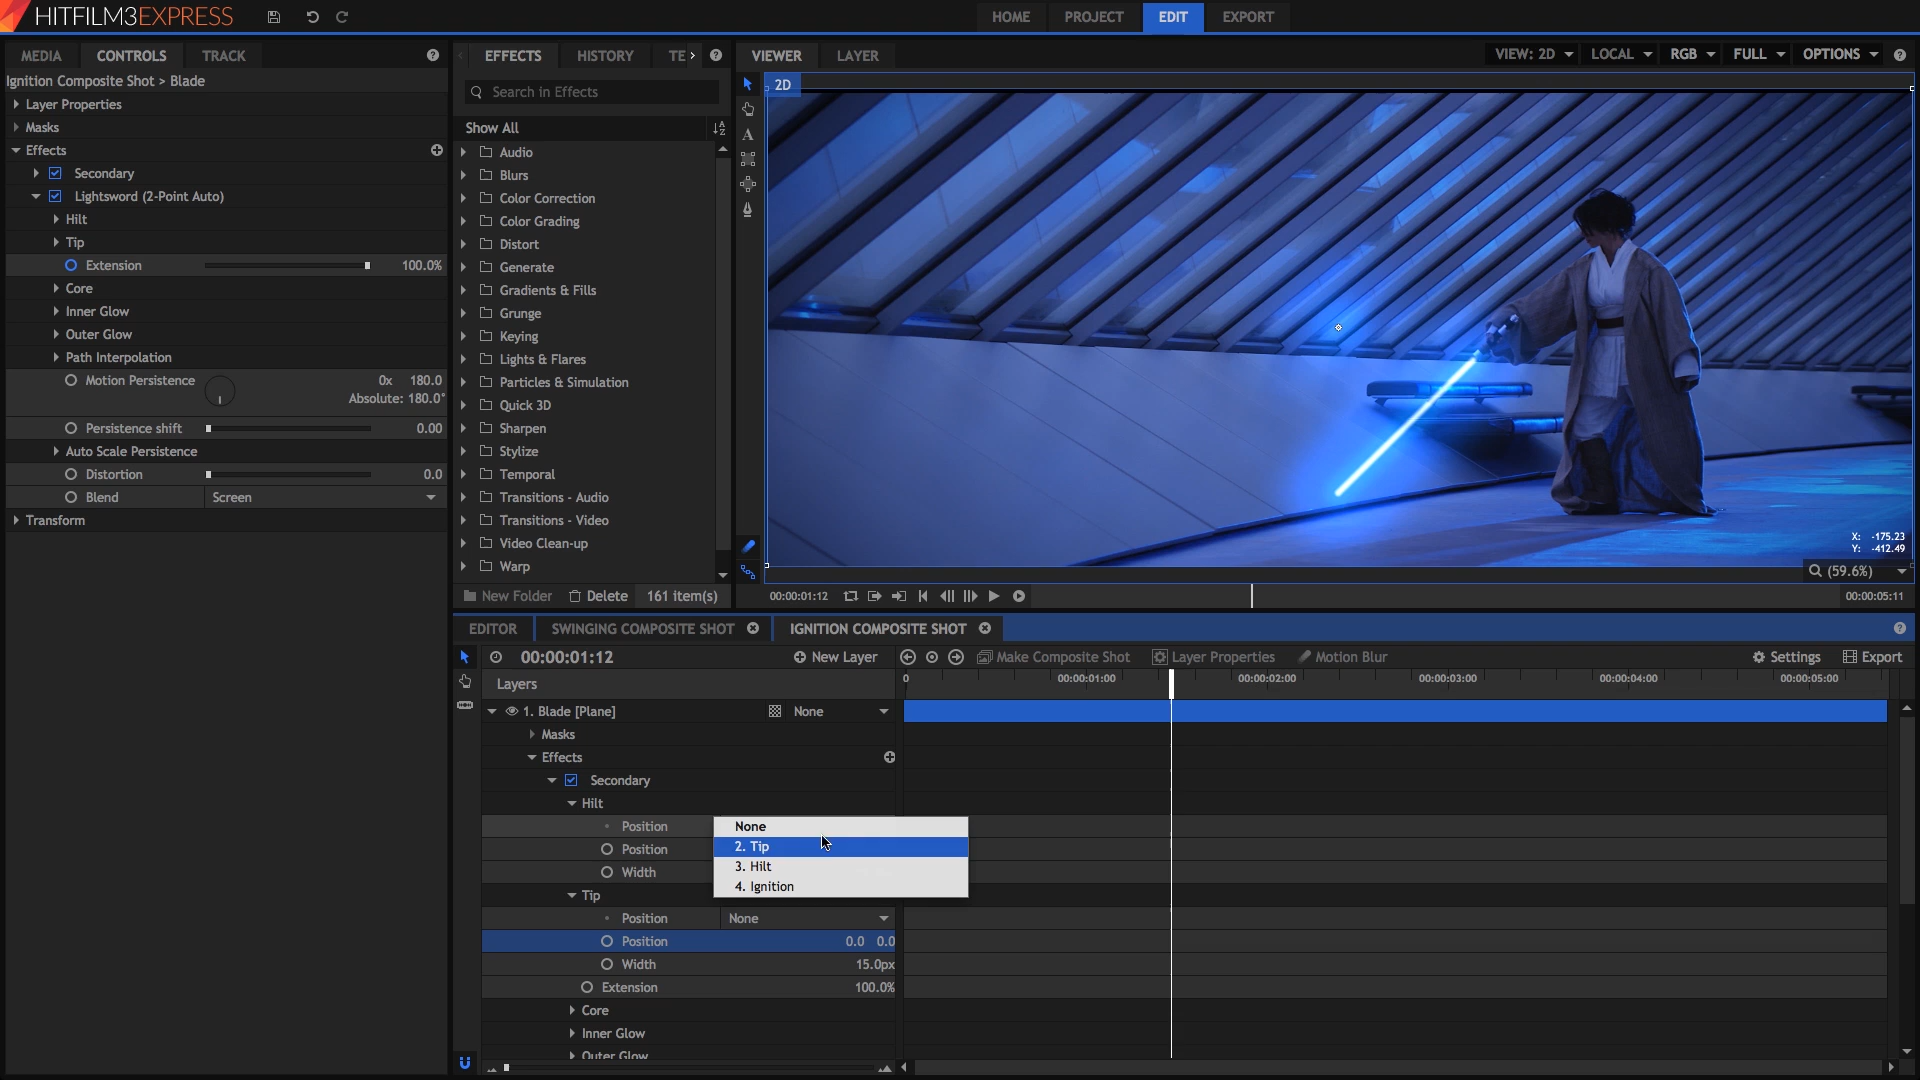 HITFILM3EXPRESS
HOME PROJECT EDIT EXPORT
MEDIA CONTROLS TRACK
Ignition Composite Shot > Blade
Layer Properties
Masks
Effects
Secondary
Lightsword (2-Point Auto)
Hilt
Tip
Extension 100.0%
Core
Inner Glow
Outer Glow
Path Interpolation
Motion Persistence 0x 180.0
Absolute: 180.0°
Persistence shift 0.00
Auto Scale Persistence
Distortion 0.0
Blend Screen
Transform
EFFECTS HISTORY TE
Search in Effects
Show All
Audio
Blurs
Color Correction
Color Grading
Distort
Generate
Gradients & Fills
Grunge
Keying
Lights & Flares
Particles & Simulation
Quick 3D
Sharpen
Stylize
Temporal
Transitions - Audio
Transitions - Video
Video Clean-up
Warp
New Folder Delete 161 item(s)
VIEWER LAYER
VIEW: 2D LOCAL RGB FULL OPTIONS
2D
A
X: -175.23
Y: -412.49
(59.6%)
00:00:01:12 00:00:05:11
EDITOR SWINGING COMPOSITE SHOT IGNITION COMPOSITE SHOT
00:00:01:12 New Layer Make Composite Shot Layer Properties Motion Blur Settings Export
Layers 0 00:00:01:00 00:00:02:00 00:00:03:00 00:00:04:00 00:00:05:00
1. Blade [Plane] None
Masks
Effects
Secondary
Hilt
Position None
Position 2. Tip
Width 3. Hilt
4. Ignition
Tip
Position None
Position 0.0 0.0
Width 15.0px
Extension 100.0%
Core
Inner Glow
Outer Glow